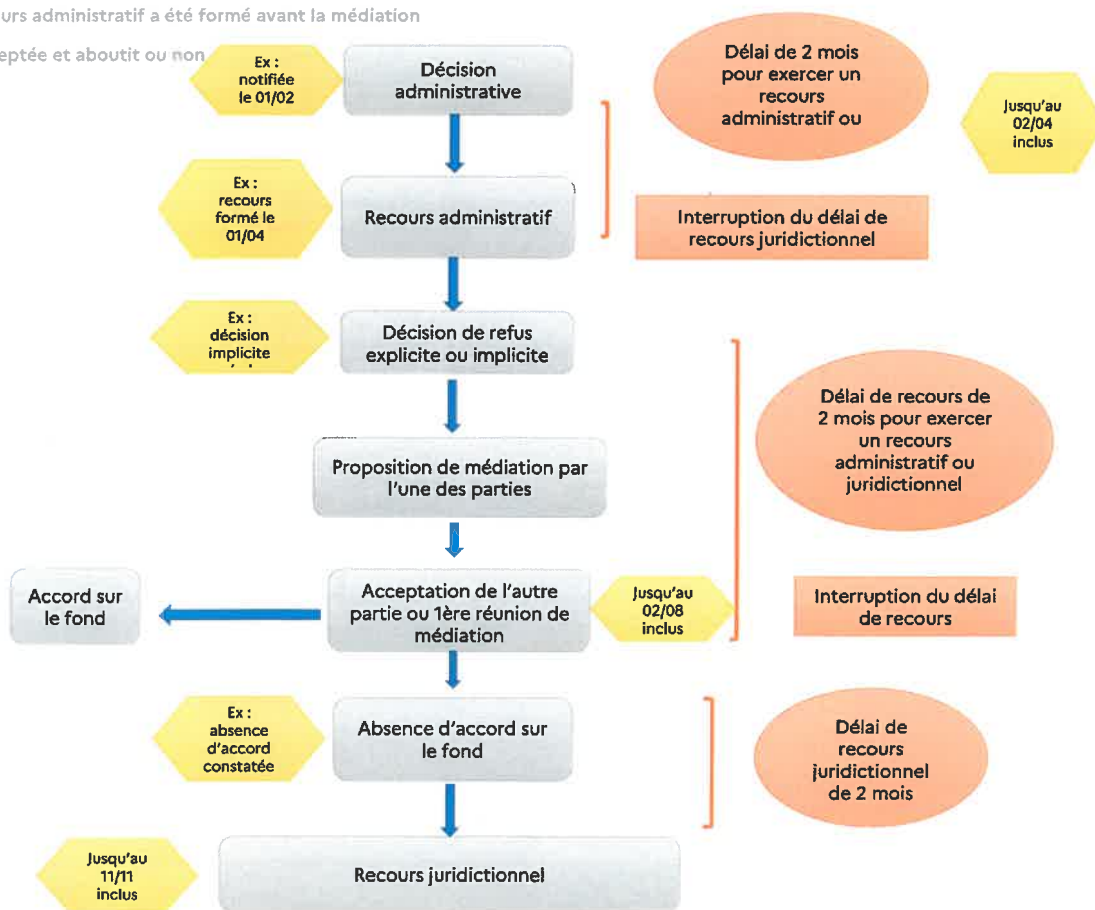 urs administratif a été formé avant la médiation
eptée et aboutit ou non
Ex :
notifiée
le 01/02
Décision
administrative
Délai de 2 mois
pour exercer un
recours
administratif ou
Jusqu'au
02/04
inclus
Ex :
recours
formé le
01/04
Recours administratif
Interruption du délai de
recours juridictionnel
Ex :
décision
implicite
Décision de refus
explicite ou implicite
Délai de recours de
2 mois pour exercer
un recours
administratif ou
juridictionnel
Proposition de médiation par
l'une des parties
Accord sur
le fond
Acceptation de l'autre
partie ou 1ère réunion de
médiation
Jusqu'au
02/08
inclus
Interruption du délai
de recours
Ex :
absence
d'accord
constatée
Absence d'accord sur
le fond
Délai de
recours
juridictionnel
de 2 mois
Jusqu'au
11/11
inclus
Recours juridictionnel